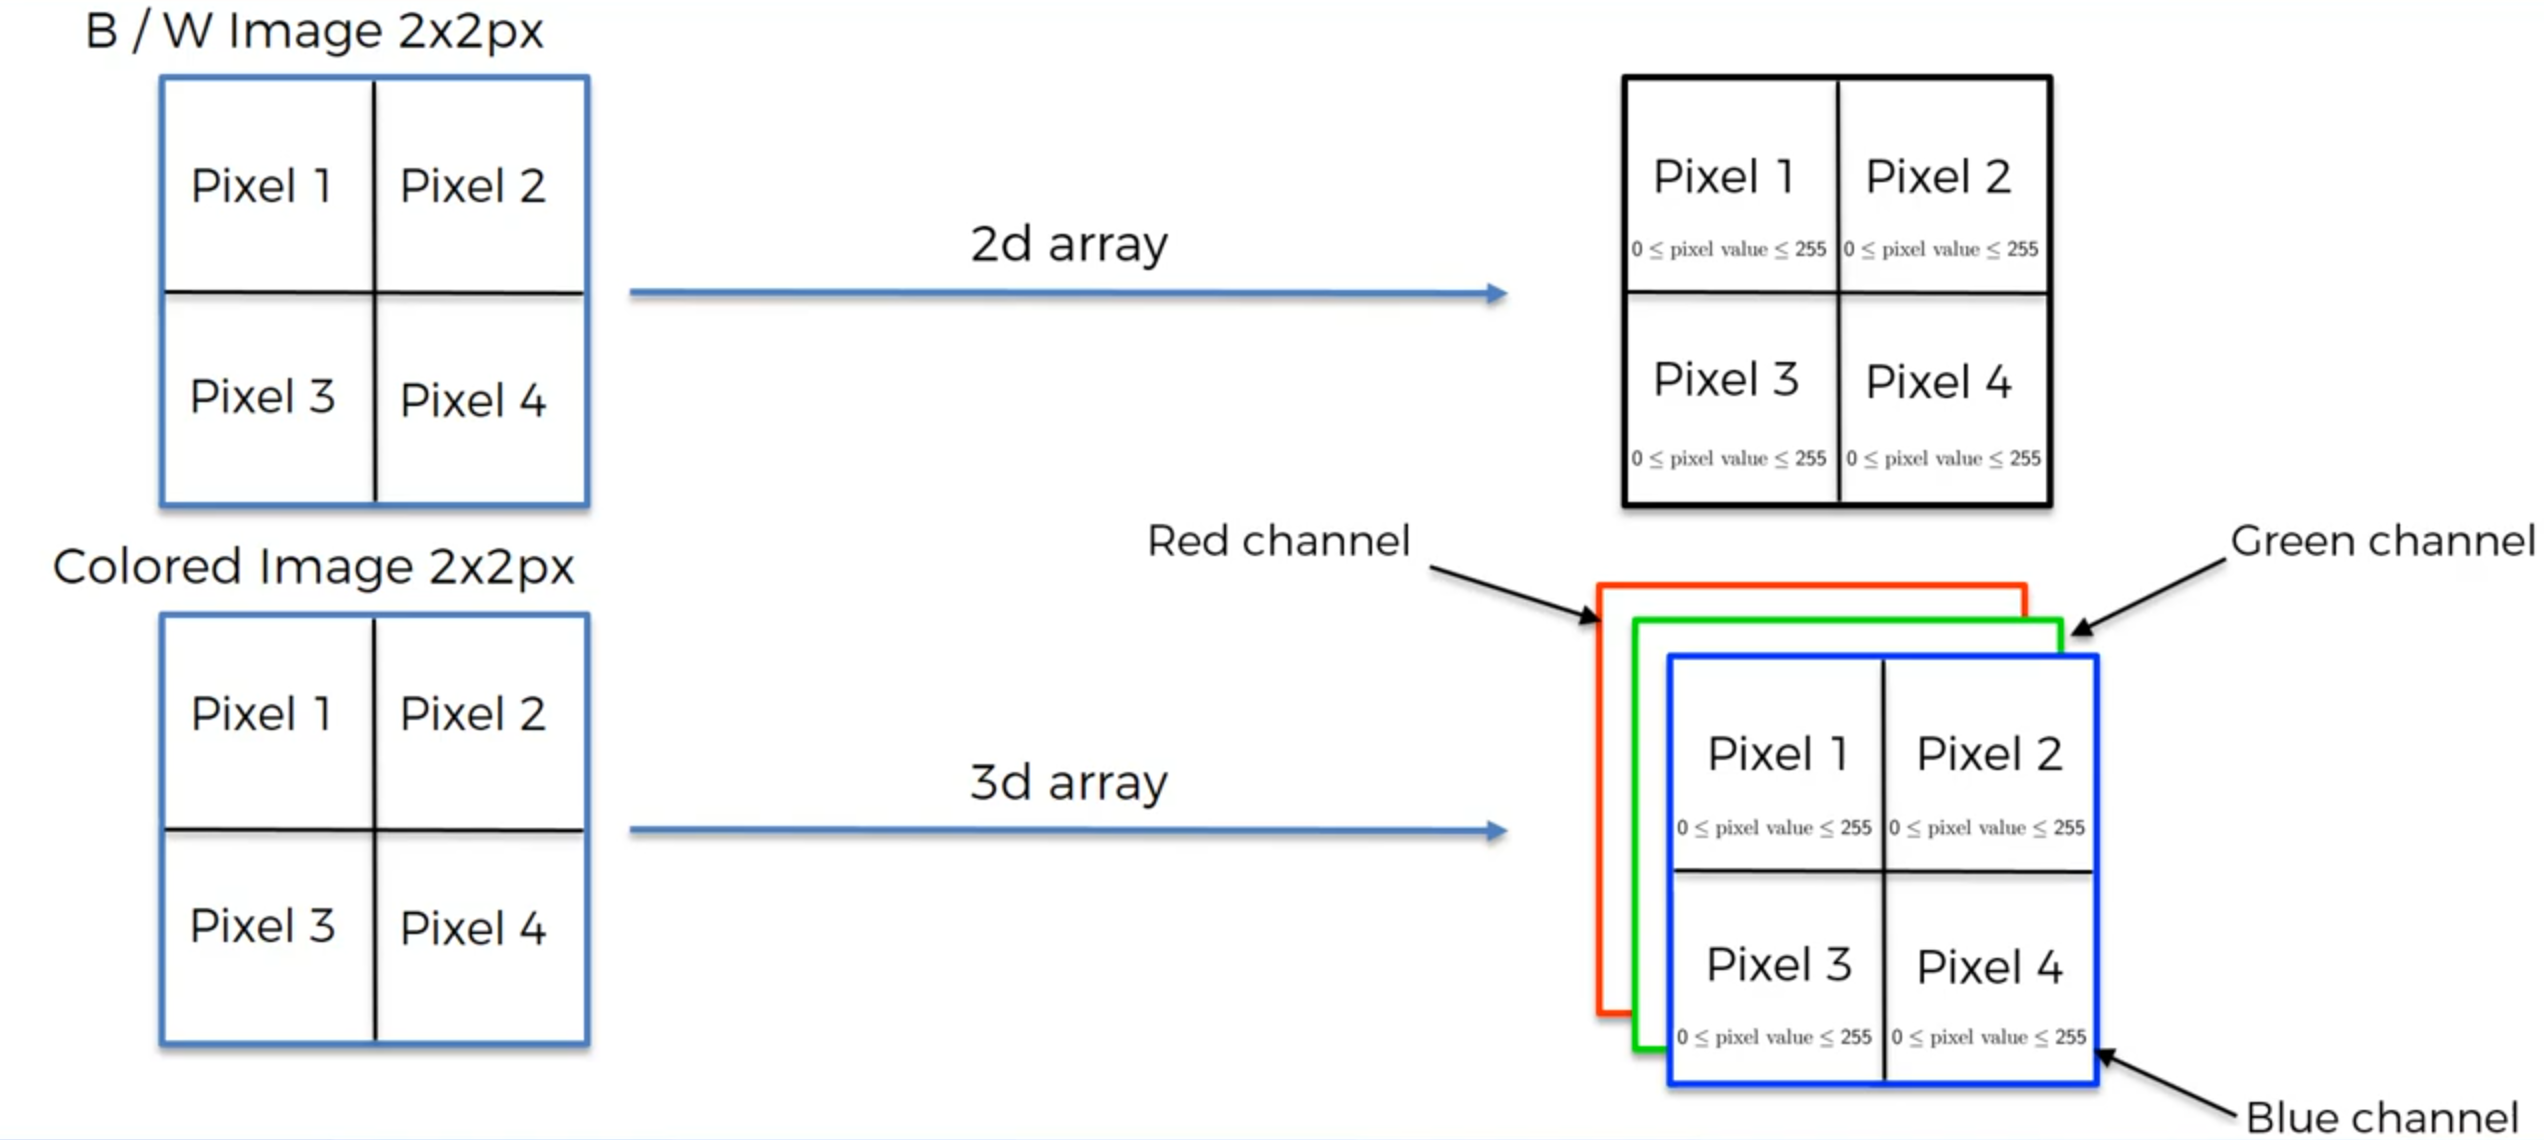 B / W Image 2x2px
Pixel 1 Pixel 2
Pixel 3 Pixel 4
2d array
Pixel 1 Pixel 2
0 ≤ pixel value ≤ 255 0 ≤ pixel value ≤ 255
Pixel 3 Pixel 4
0 ≤ pixel value ≤ 255 0 ≤ pixel value ≤ 255
Colored Image 2x2px
Pixel 1 Pixel 2
Pixel 3 Pixel 4
3d array
Red channel
Green channel
Pixel 1 Pixel 2
0 ≤ pixel value ≤ 255 0 ≤ pixel value ≤ 255
Pixel 3 Pixel 4
0 ≤ pixel value ≤ 255 0 ≤ pixel value ≤ 255
Blue channel